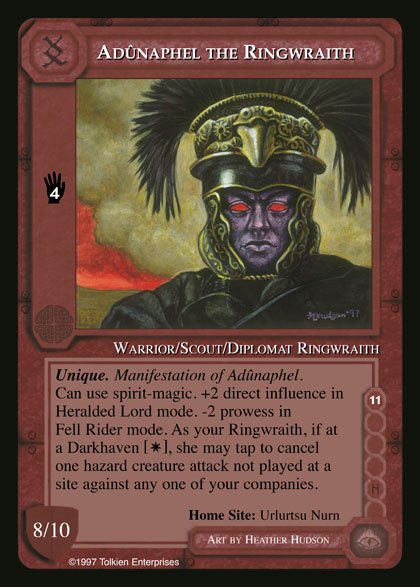 Adûnaphel the Ringwraith
4
Hudson '97
Warrior/Scout/Diplomat Ringwraith
Unique. Manifestation of Adûnaphel.
Can use spirit-magic. +2 direct influence in
Heralded Lord mode. -2 prowess in
Fell Rider mode. As your Ringwraith, if at
a Darkhaven [✷], she may tap to cancel
one hazard creature attack not played at a
site against any one of your companies.
11
H
Home Site: Urlurtsu Nurn
8/10
Art by Heather Hudson
©1997 Tolkien Enterprises